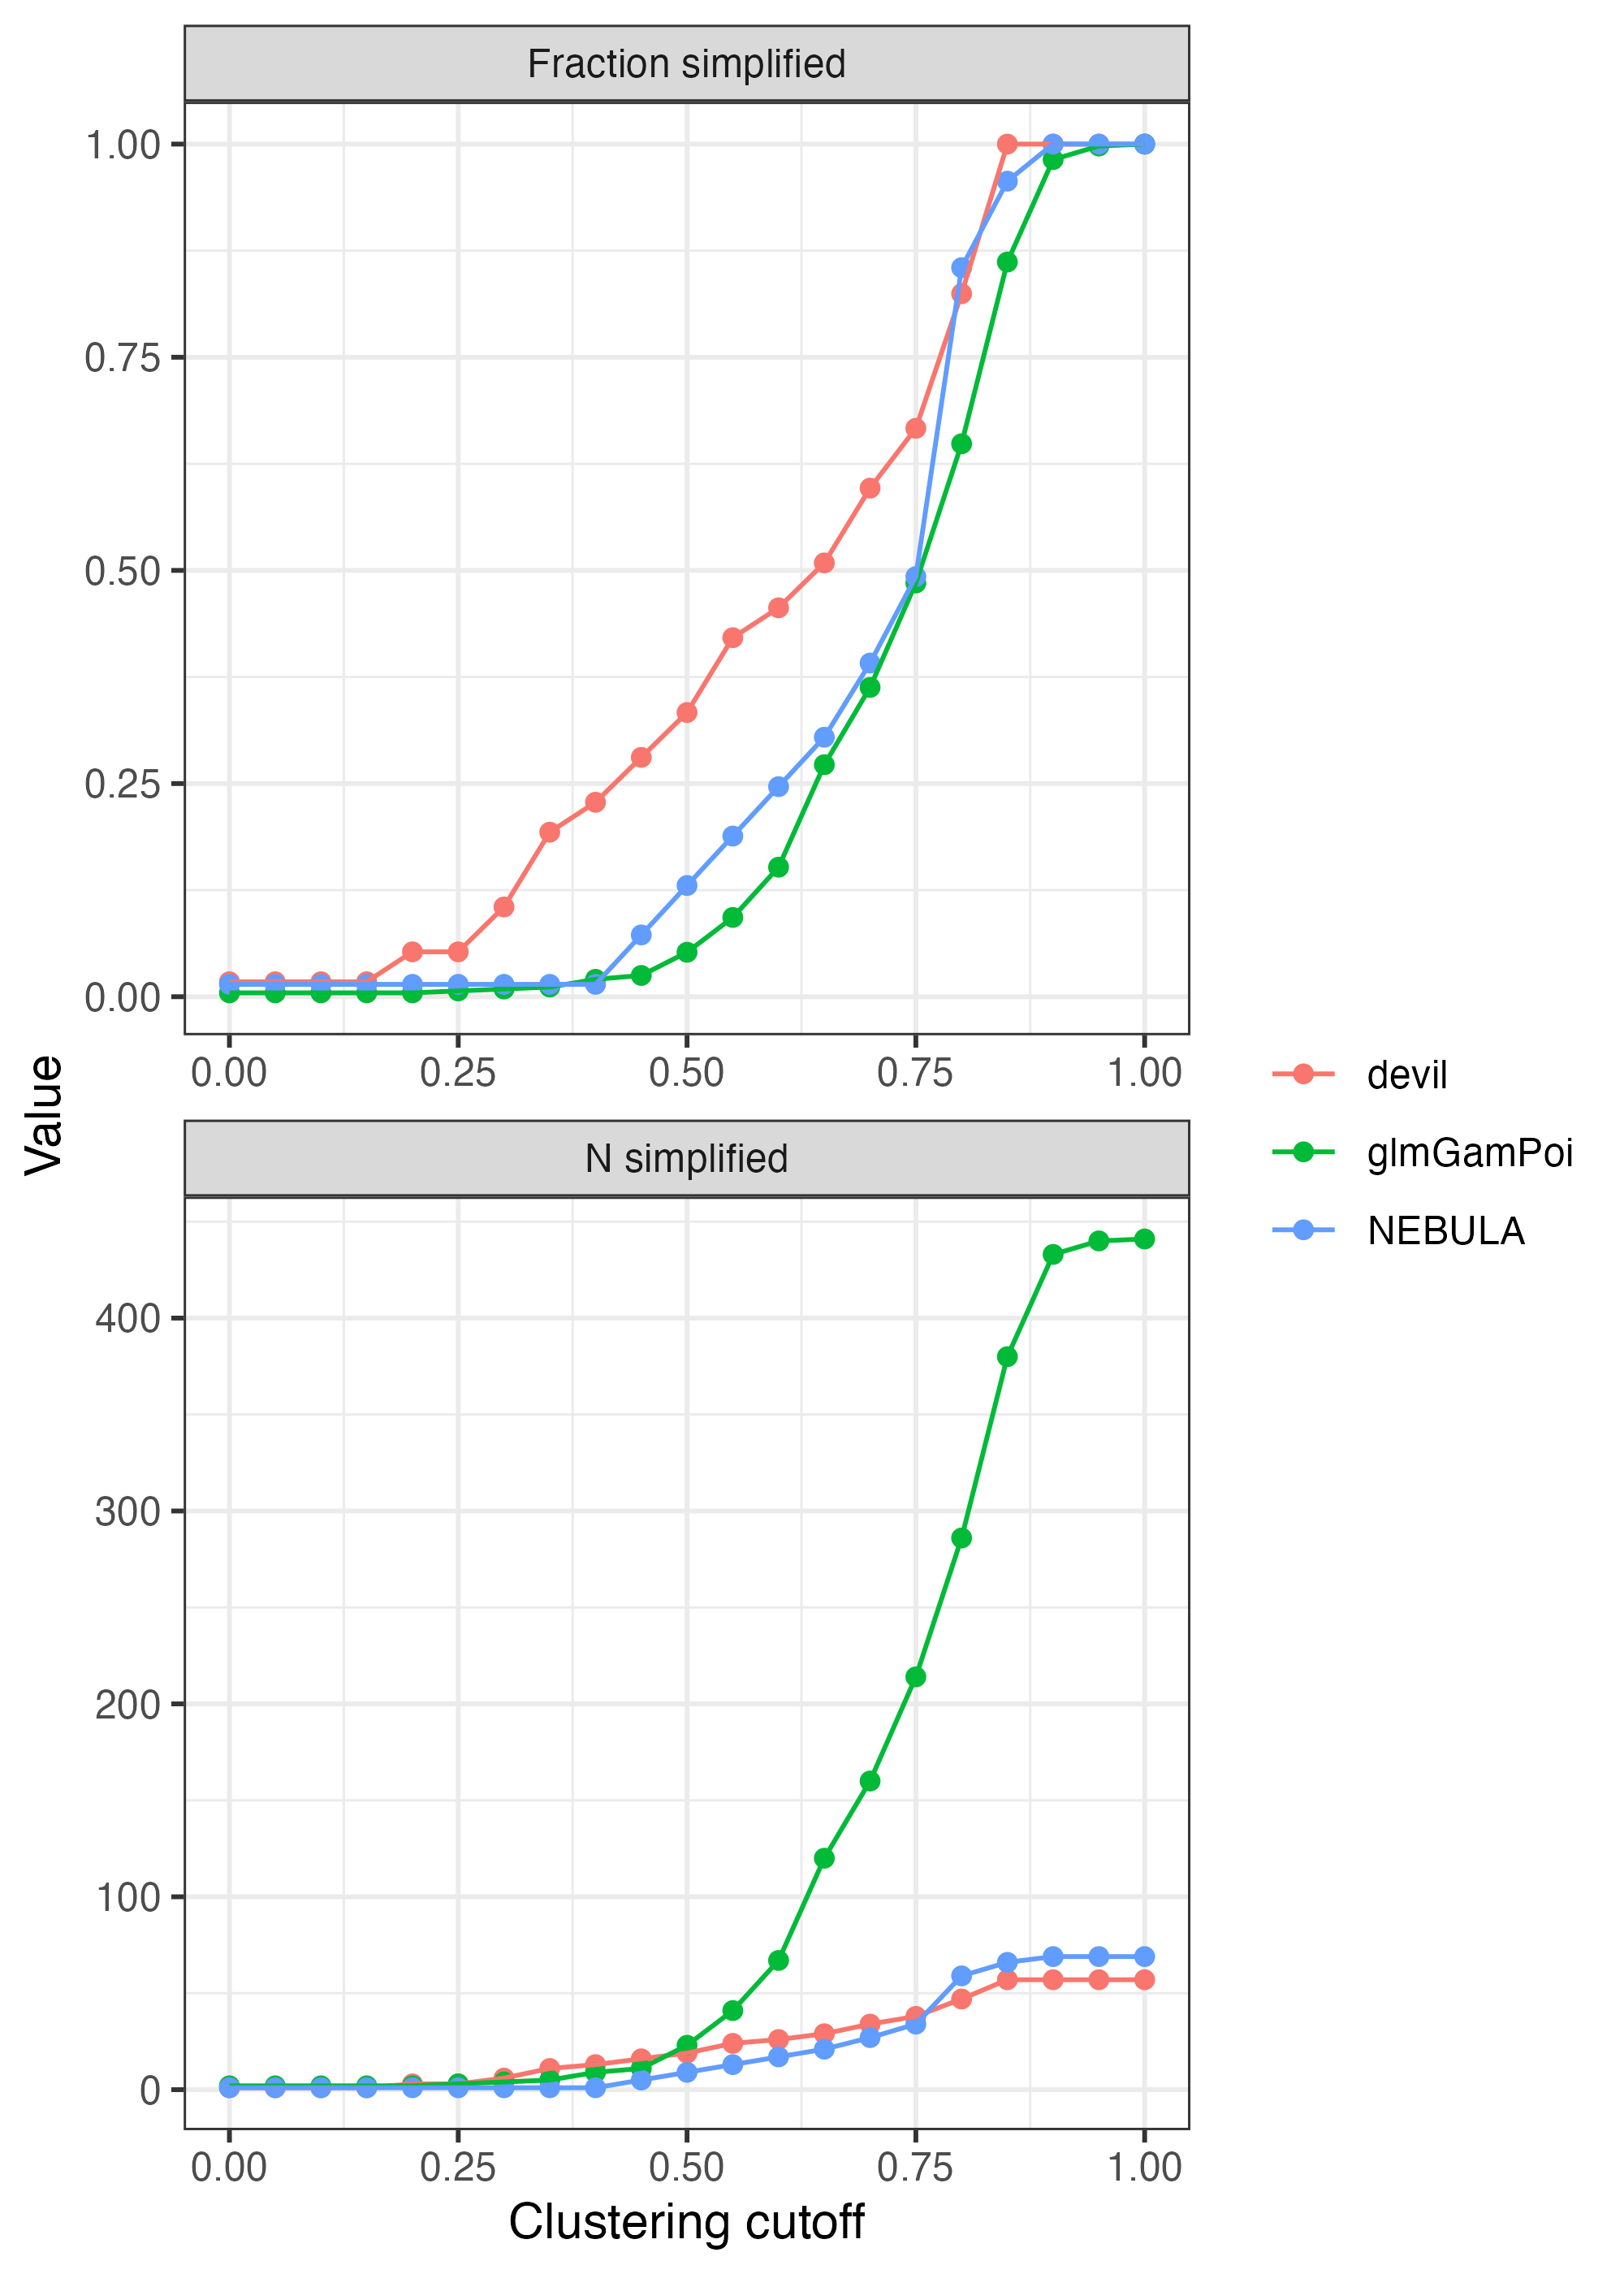 Fraction simplified
1.00
0.75
0.50
0.25
0.00
0.00 0.25 0.50 0.75 1.00
Value
devil
glmGamPoi
NEBULA
N simplified
400
300
200
100
0
0.00 0.25 0.50 0.75 1.00
Clustering cutoff